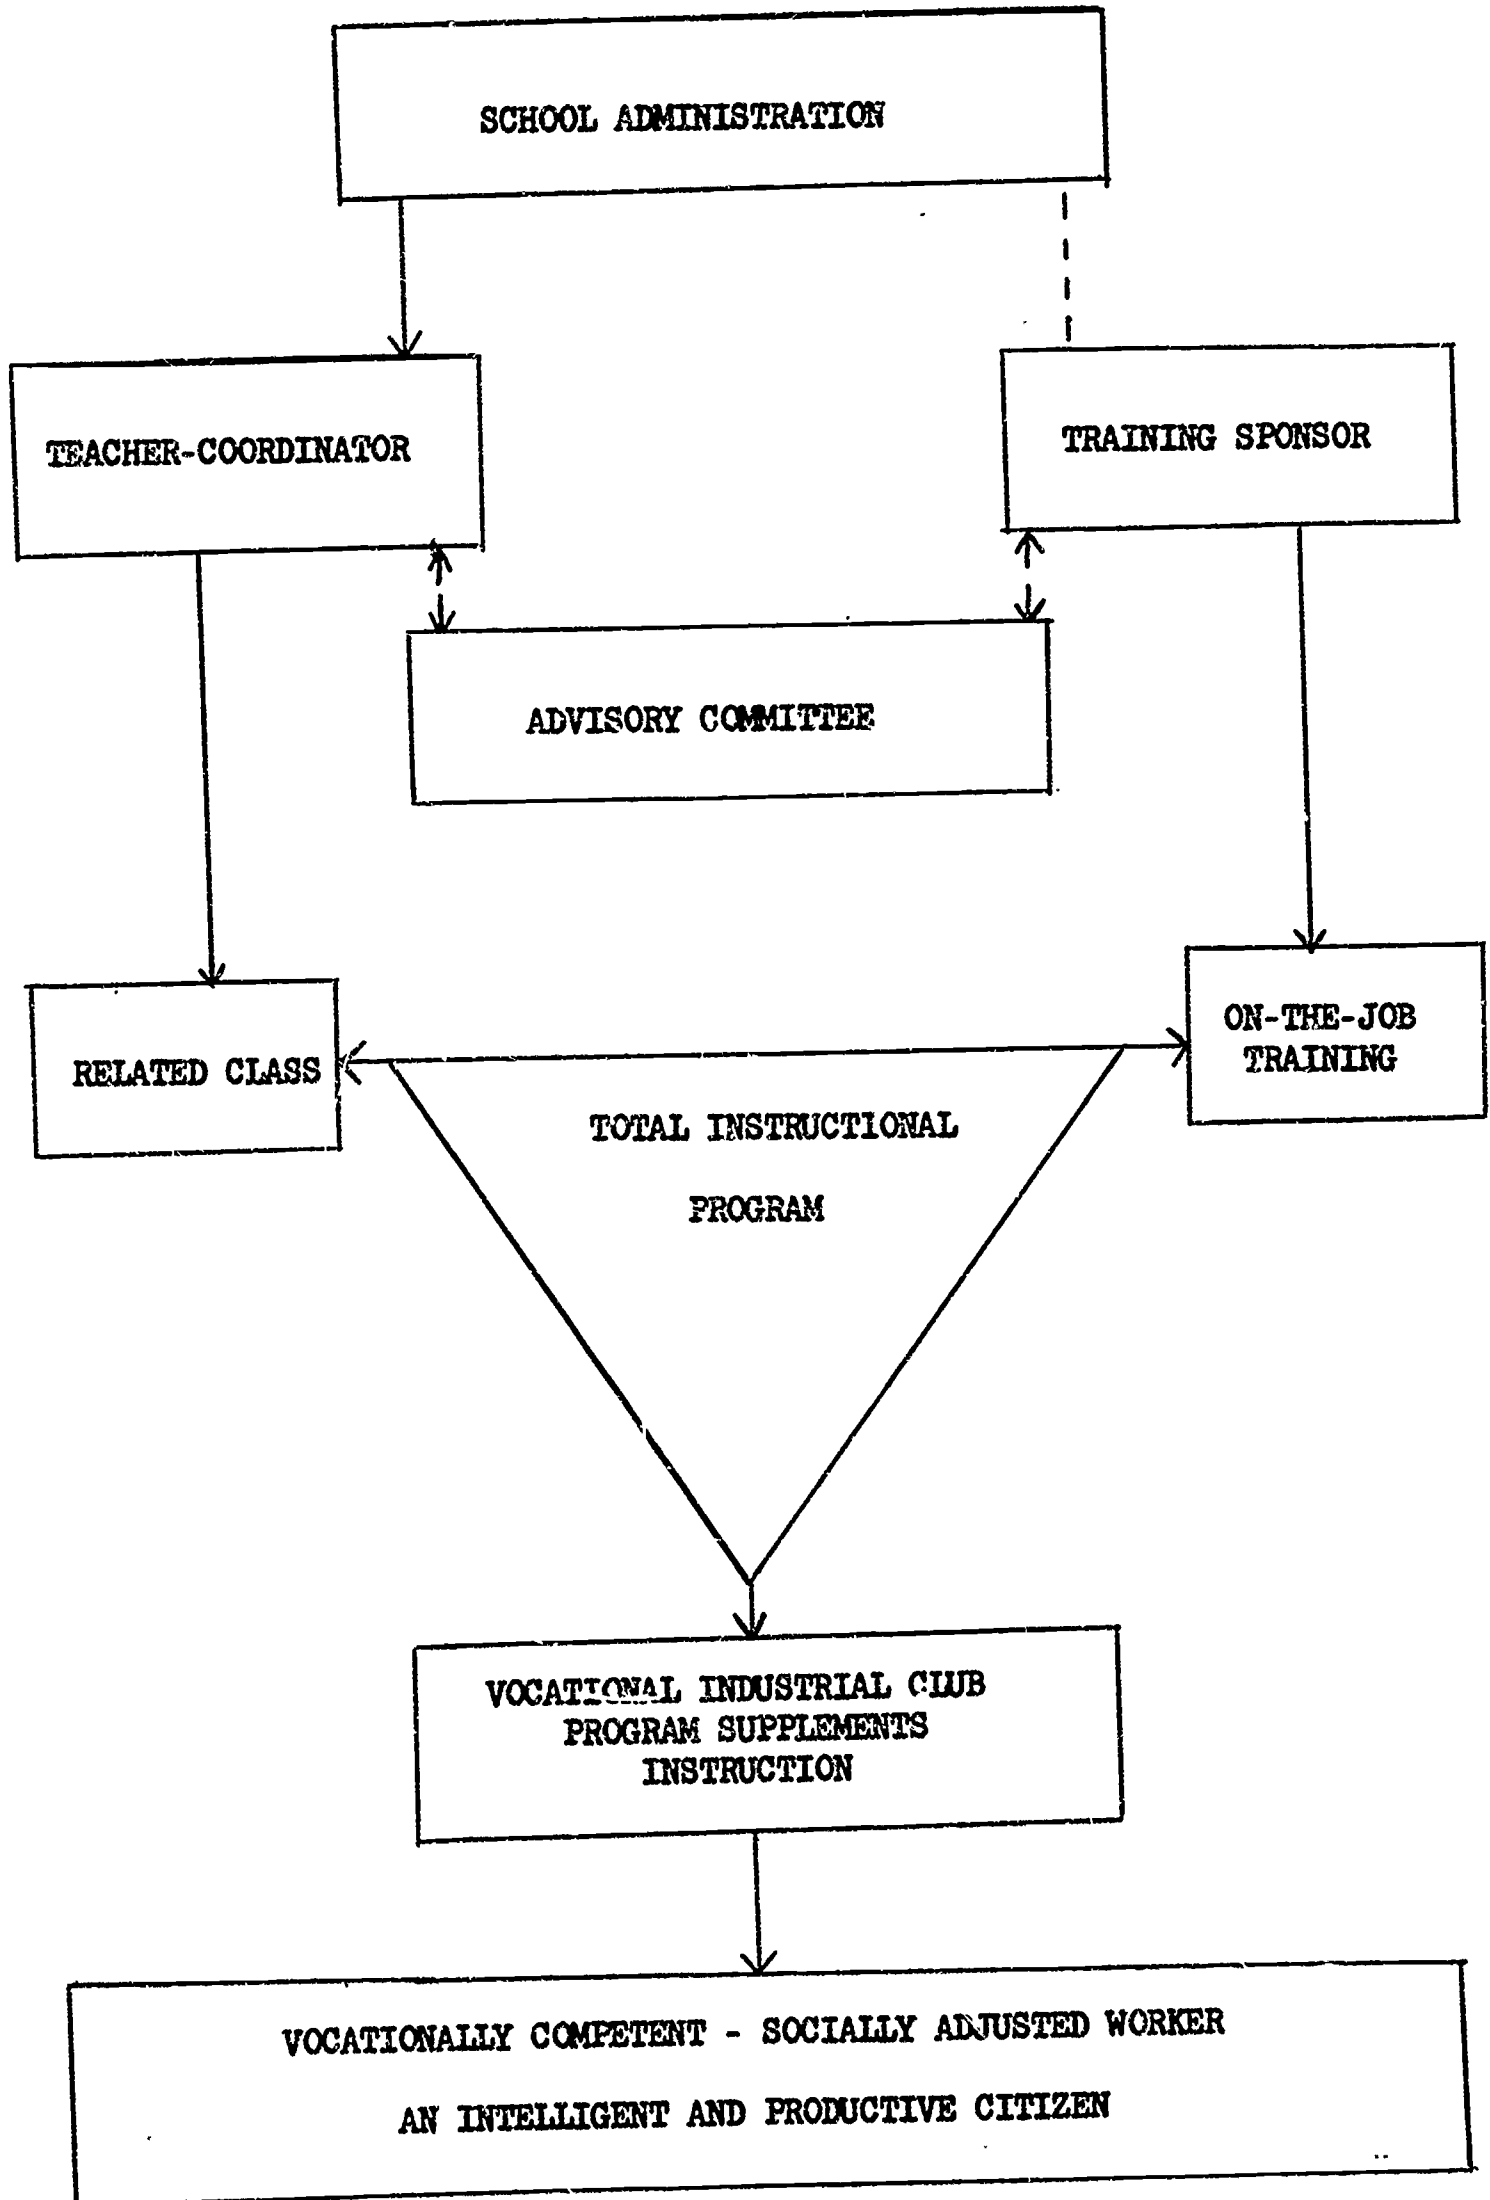 SCHOOL ADMINISTRATION
TEACHER-COORDINATOR
TRAINING SPONSOR
ADVISORY COMMITTEE
RELATED CLASS
ON-THE-JOB
TRAINING
TOTAL INSTRUCTIONAL
PROGRAM
VOCATIONAL INDUSTRIAL CLUB
PROGRAM SUPPLEMENTS
INSTRUCTION
VOCATIONALLY COMPETENT - SOCIALLY ADJUSTED WORKER
AN INTELLIGENT AND PRODUCTIVE CITIZEN